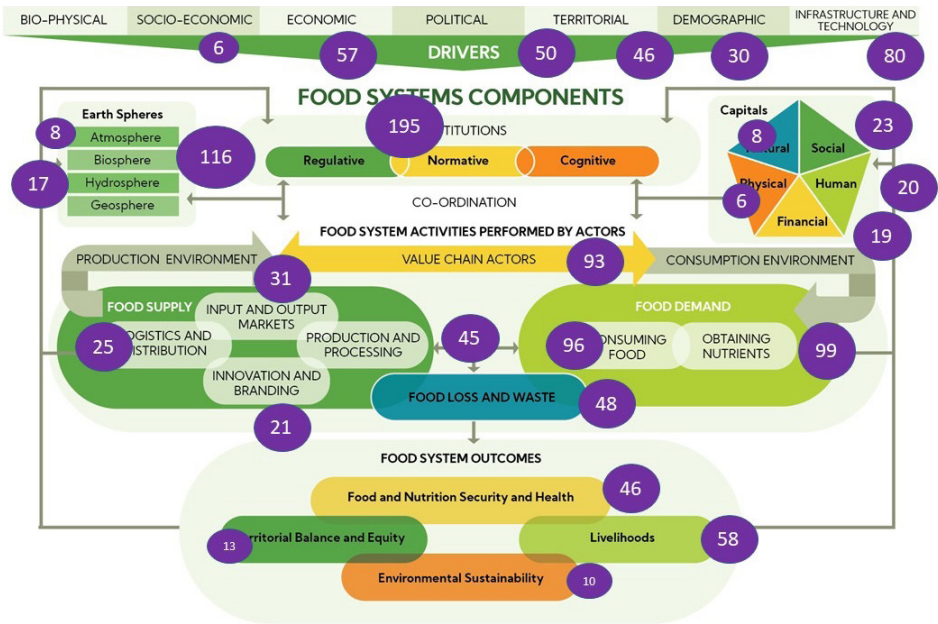 BIO-PHYSICAL
SOCIO-ECONOMIC
ECONOMIC
POLITICAL
TERRITORIAL
DEMOGRAPHIC
INFRASTRUCTURE AND
TECHNOLOGY
6
57
DRIVERS
50
46
30
80
FOOD SYSTEMS COMPONENTS
Earth Spheres
8
Atmosphere
Biosphere
Hydrosphere
Geosphere
116
17
195
Regulative
Normative
Cognitive
CO-ORDINATION
Capitals
8
Social
23
Physical
Human
20
6
Financial
19
FOOD SYSTEM ACTIVITIES PERFORMED BY ACTORS
PRODUCTION ENVIRONMENT
VALUE CHAIN ACTORS
93
CONSUMPTION ENVIRONMENT
31
FOOD SUPPLY
INPUT AND OUTPUT
MARKETS
25
AND
PRODUCTION AND
PROCESSING
INNOVATION AND
BRANDING
21
45
FOOD DEMAND
96
FOOD
OBTAINING
NUTRIENTS
99
FOOD LOSS AND WASTE
48
FOOD SYSTEM OUTCOMES
Food and Nutrition Security and Health
46
13
Balance and Equity
Livelihoods
58
Environmental Sustainability
10